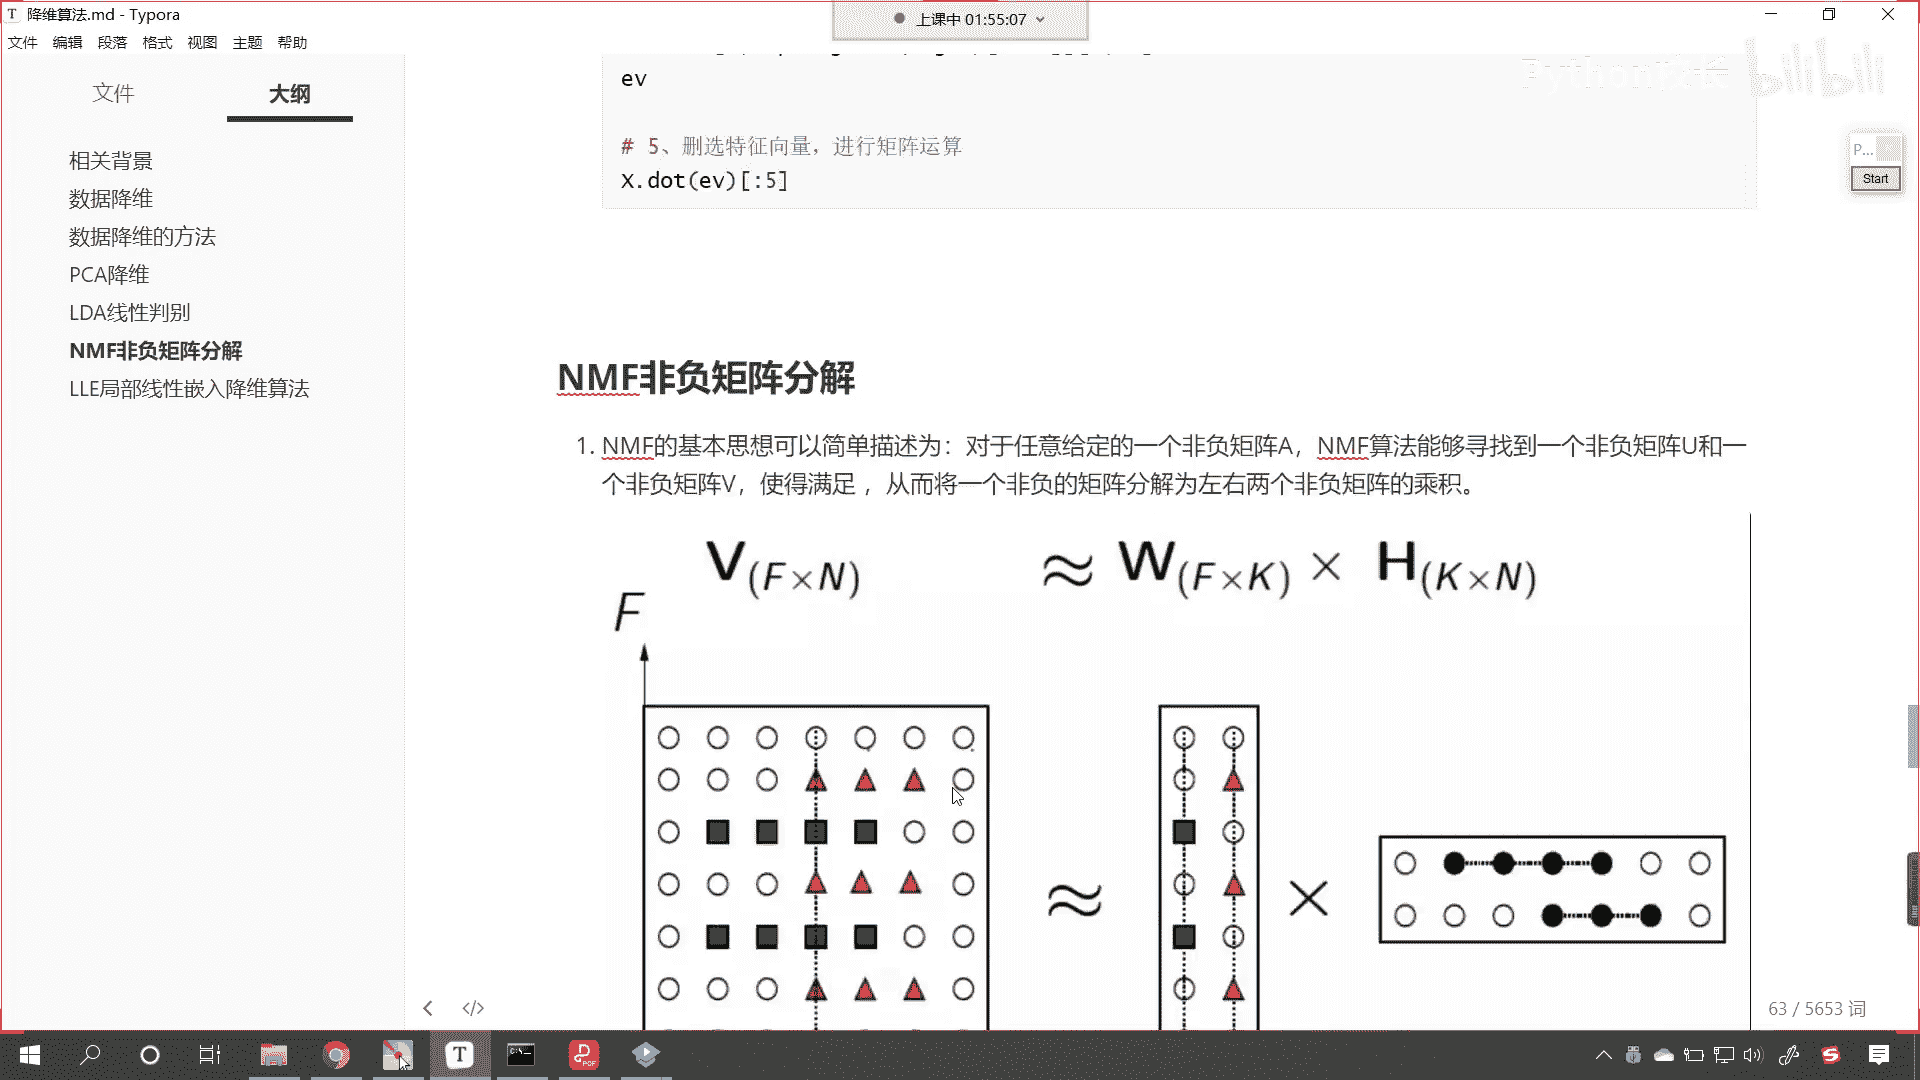 降维算法.md - Typora
上课中 01:55:07
文件 编辑 段落 格式 视图 主题 帮助
文件 大纲
相关背景
数据降维
数据降维的方法
PCA降维
LDA线性判别
NMF非负矩阵分解
LLE局部线性嵌入降维算法
ev
# 5、删选特征向量，进行矩阵运算
X.dot(ev)[:5]
Python校长 bilibili
P...
Start
NMF非负矩阵分解
1. NMF的基本思想可以简单描述为：对于任意给定的一个非负矩阵A，NMF算法能够寻找到一个非负矩阵U和一
个非负矩阵V，使得满足 ，从而将一个非负的矩阵分解为左右两个非负矩阵的乘积。
V(F×N) ≈ W(F×K) × H(K×N)
F
≈ ×
63 / 5653 词